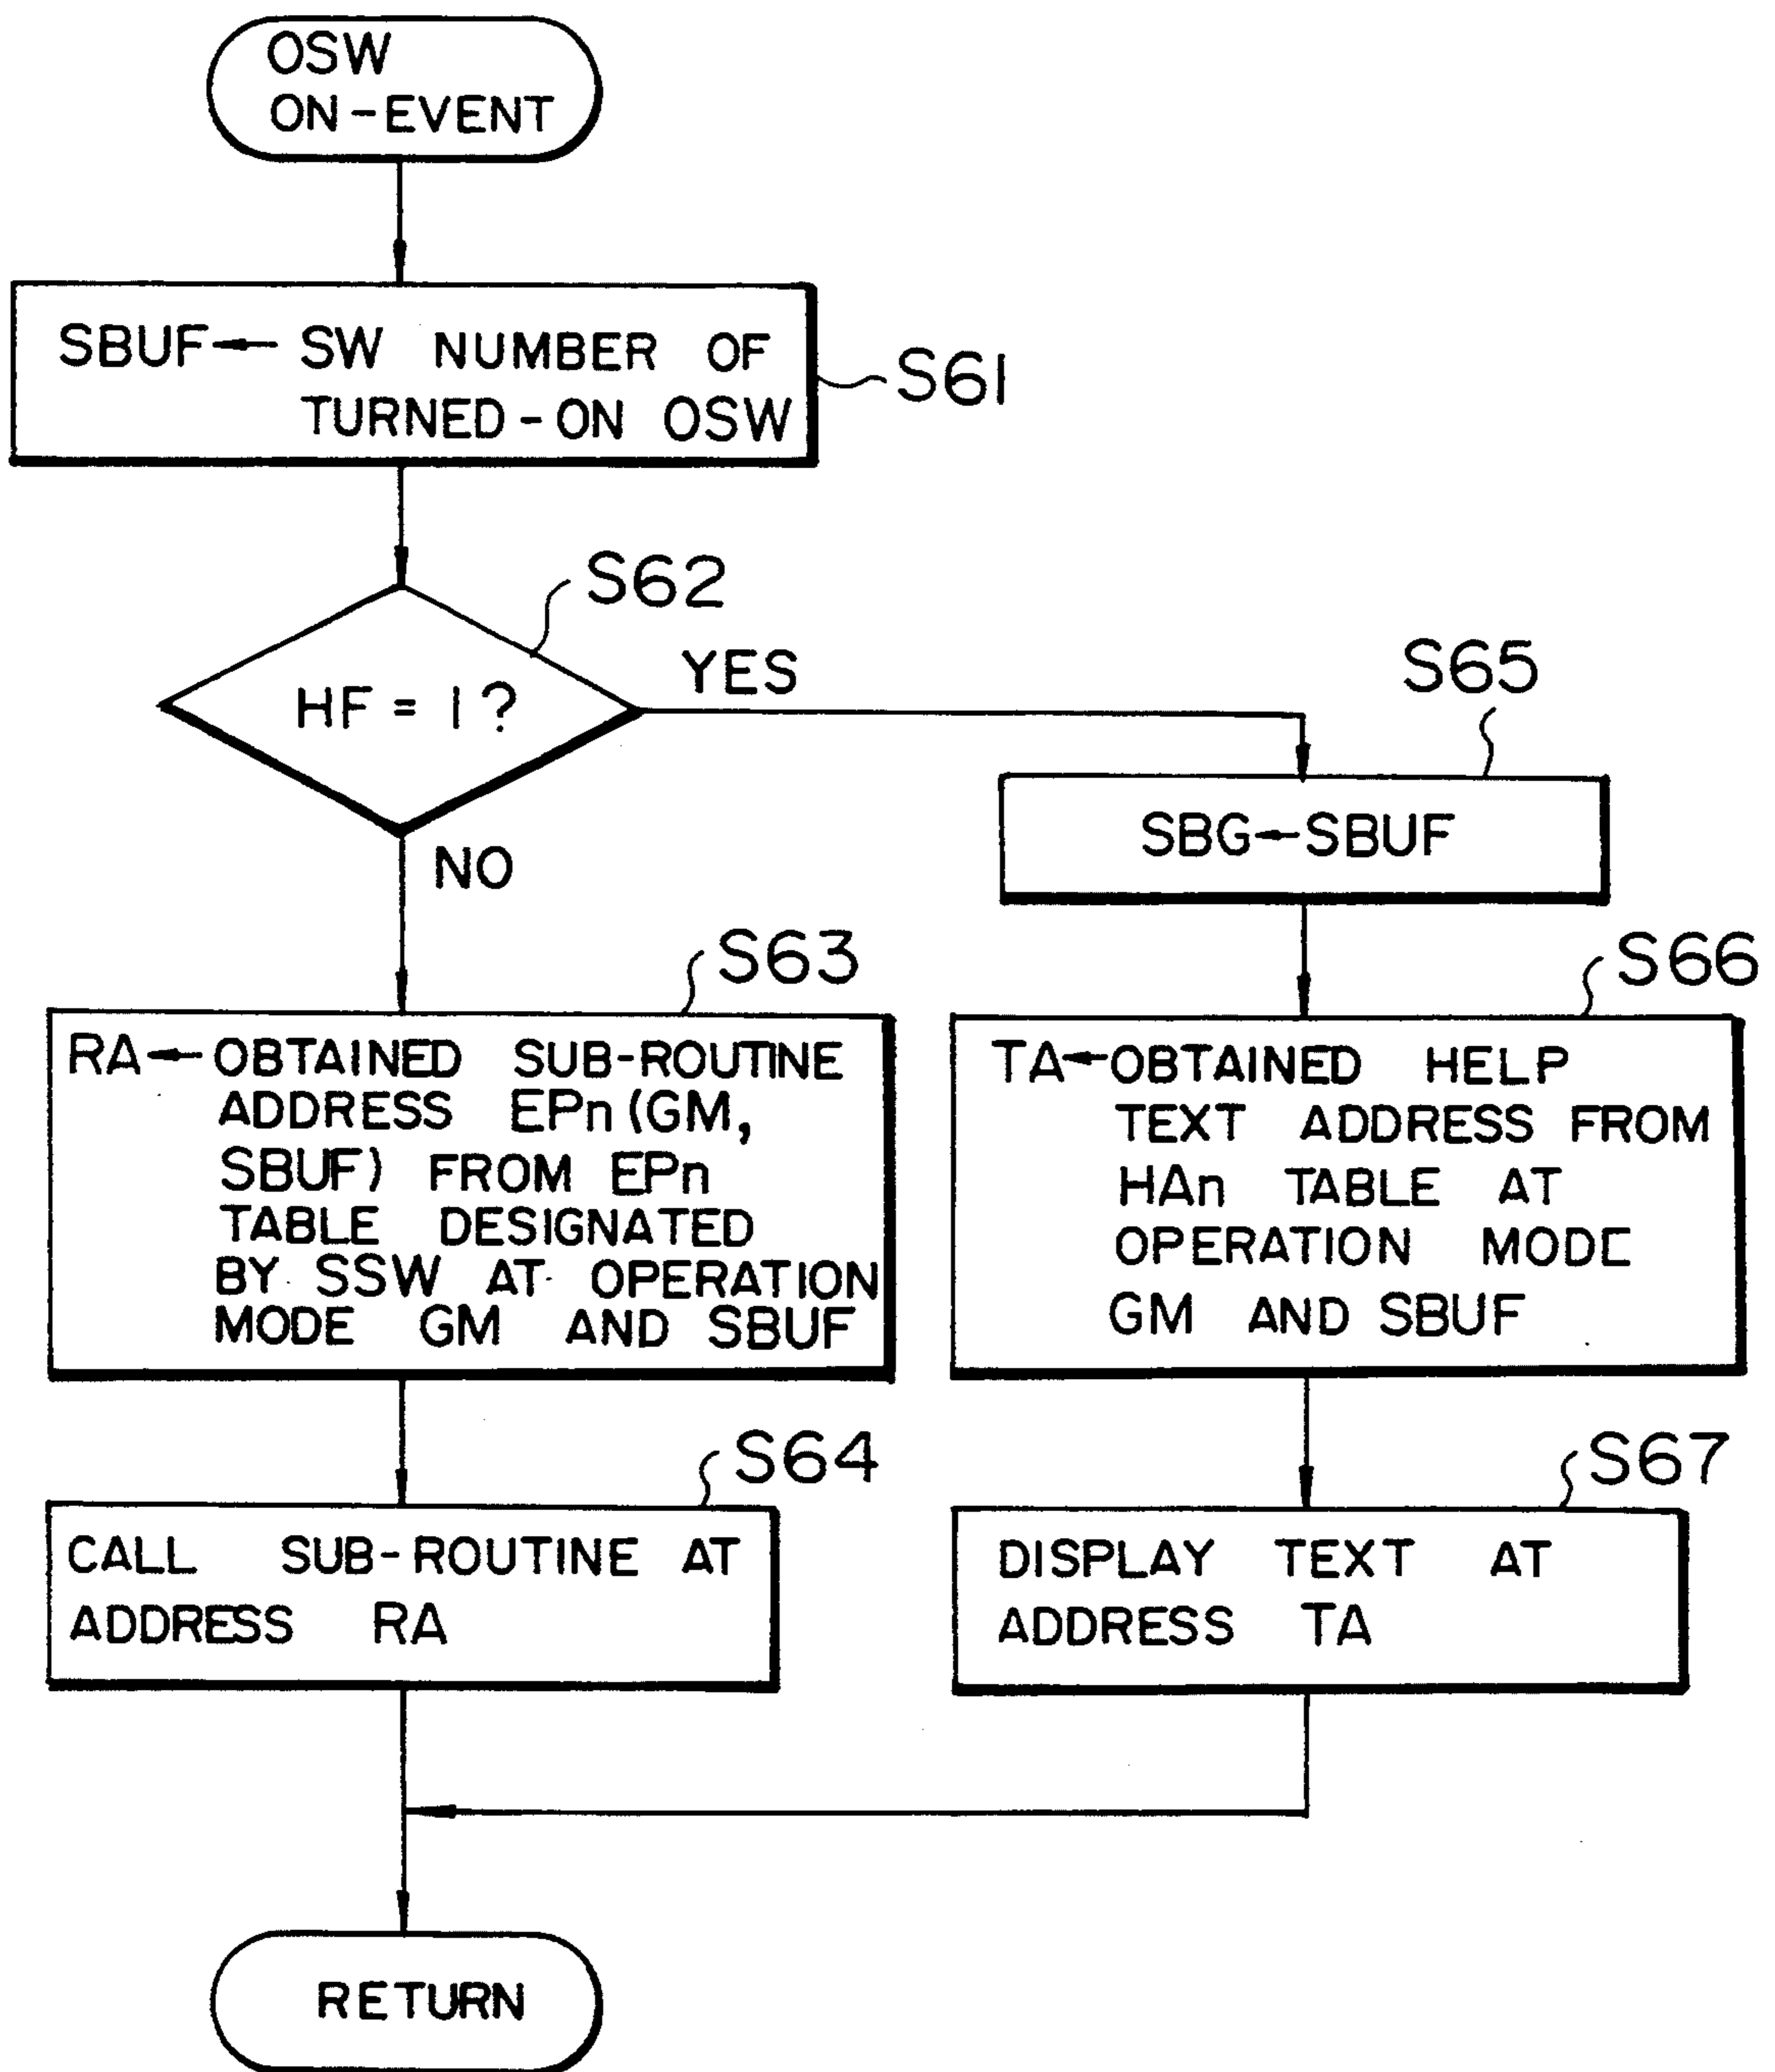 OSW
ON-EVENT
SBUF← SW NUMBER OF
TURNED-ON OSW
S61
S62
HF = 1 ?
YES
NO
S65
SBG←SBUF
S63
RA←OBTAINED SUB-ROUTINE
ADDRESS EPn (GM,
SBUF) FROM EPn
TABLE DESIGNATED
BY SSW AT OPERATION
MODE GM AND SBUF
S66
TA←OBTAINED HELP
TEXT ADDRESS FROM
HAn TABLE AT
OPERATION MODE
GM AND SBUF
S64
CALL SUB-ROUTINE AT
ADDRESS RA
S67
DISPLAY TEXT AT
ADDRESS TA
RETURN